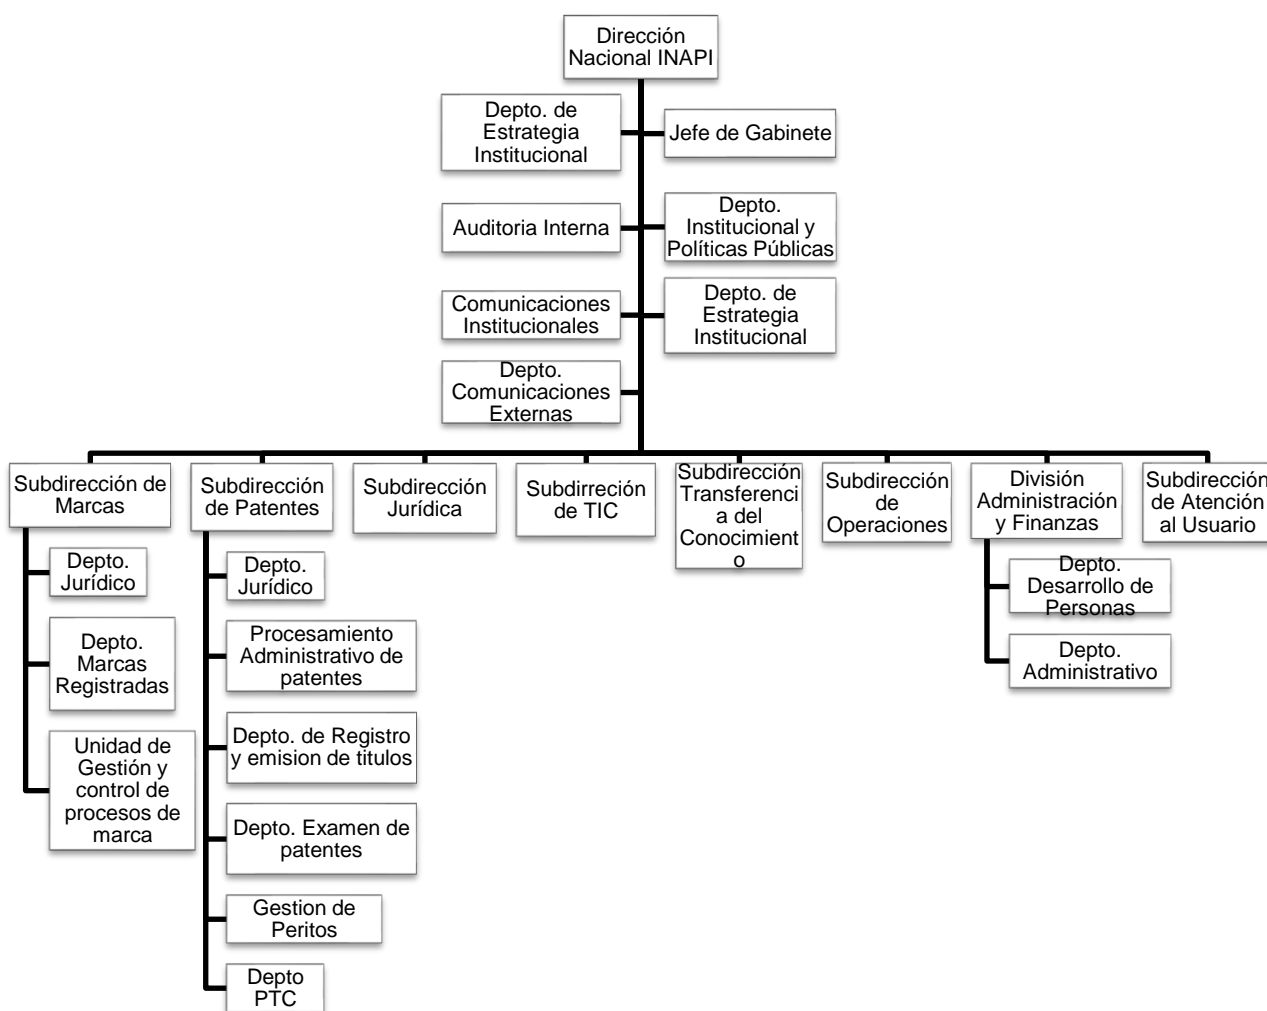 Dirección
Nacional INAPI
Depto. de
Estrategia
Institucional
Jefe de Gabinete
Auditoria Interna
Depto.
Institucional y
Políticas Públicas
Comunicaciones
Institucionales
Depto. de
Estrategia
Institucional
Depto.
Comunicaciones
Externas
Subdirección de
Marcas
Subdirección
de Patentes
Subdirección
Jurídica
Subdirreción
de TIC
Subdirección
Transferenci
a del
Conocimient
o
Subdirección
de
Operaciones
División
Administración
y Finanzas
Subdirección
de Atención
al Usuario
Depto.
Jurídico
Depto.
Marcas
Registradas
Unidad de
Gestión y
control de
procesos de
marca
Depto.
Jurídico
Procesamiento
Administrativo de
patentes
Depto. de Registro
y emision de titulos
Depto. Examen de
patentes
Gestion de
Peritos
Depto
PTC
Depto.
Desarrollo de
Personas
Depto.
Administrativo